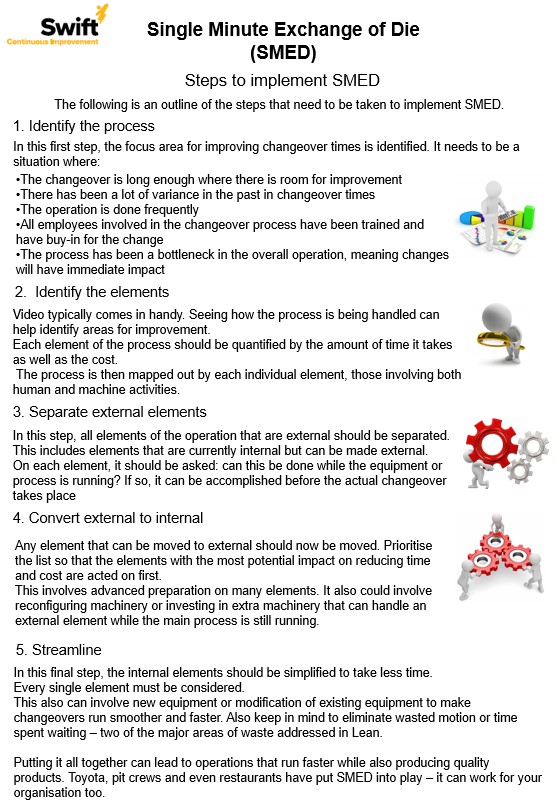 Swift
Continuous Improvement
Single Minute Exchange of Die
(SMED)
Steps to implement SMED
The following is an outline of the steps that need to be taken to implement SMED.
1. Identify the process
In this first step, the focus area for improving changeover times is identified. It needs to be a
situation where:
•The changeover is long enough where there is room for improvement
•There has been a lot of variance in the past in changeover times
•The operation is done frequently
•All employees involved in the changeover process have been trained and
have buy-in for the change
•The process has been a bottleneck in the overall operation, meaning changes
will have immediate impact
2. Identify the elements
Video typically comes in handy. Seeing how the process is being handled can
help identify areas for improvement.
Each element of the process should be quantified by the amount of time it takes
as well as the cost.
The process is then mapped out by each individual element, those involving both
human and machine activities.
3. Separate external elements
In this step, all elements of the operation that are external should be separated.
This includes elements that are currently internal but can be made external.
On each element, it should be asked: can this be done while the equipment or
process is running? If so, it can be accomplished before the actual changeover
takes place
4. Convert external to internal
Any element that can be moved to external should now be moved. Prioritise
the list so that the elements with the most potential impact on reducing time
and cost are acted on first.
This involves advanced preparation on many elements. It also could involve
reconfiguring machinery or investing in extra machinery that can handle an
external element while the main process is still running.
5. Streamline
In this final step, the internal elements should be simplified to take less time.
Every single element must be considered.
This also can involve new equipment or modification of existing equipment to make
changeovers run smoother and faster. Also keep in mind to eliminate wasted motion or time
spent waiting – two of the major areas of waste addressed in Lean.
Putting it all together can lead to operations that run faster while also producing quality
products. Toyota, pit crews and even restaurants have put SMED into play – it can work for your
organisation too.